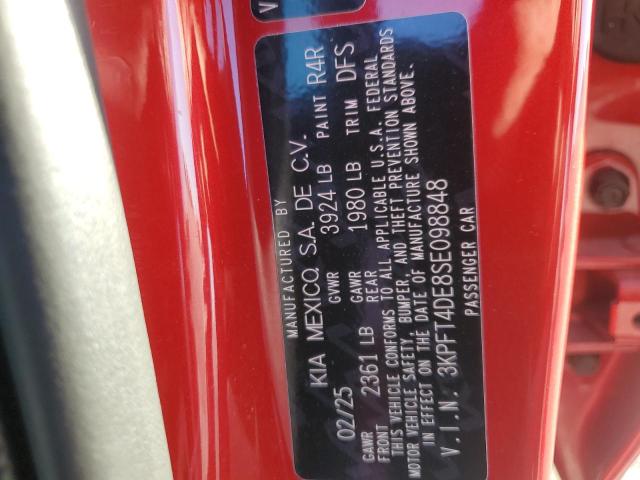 V
MANUFACTURED BY
KIA MEXICO, S.A. DE C.V.
02/25 GVWR 3924 LB PAINT R4R
GAWR FRONT 2361 LB GAWR REAR 1980 LB TRIM DFS
THIS VEHICLE CONFORMS TO ALL APPLICABLE U.S.A. FEDERAL
MOTOR VEHICLE SAFETY, BUMPER, AND THEFT PREVENTION STANDARDS
IN EFFECT ON THE DATE OF MANUFACTURE SHOWN ABOVE.
V.I.N.: 3KPFT4DE8SE098848
PASSENGER CAR